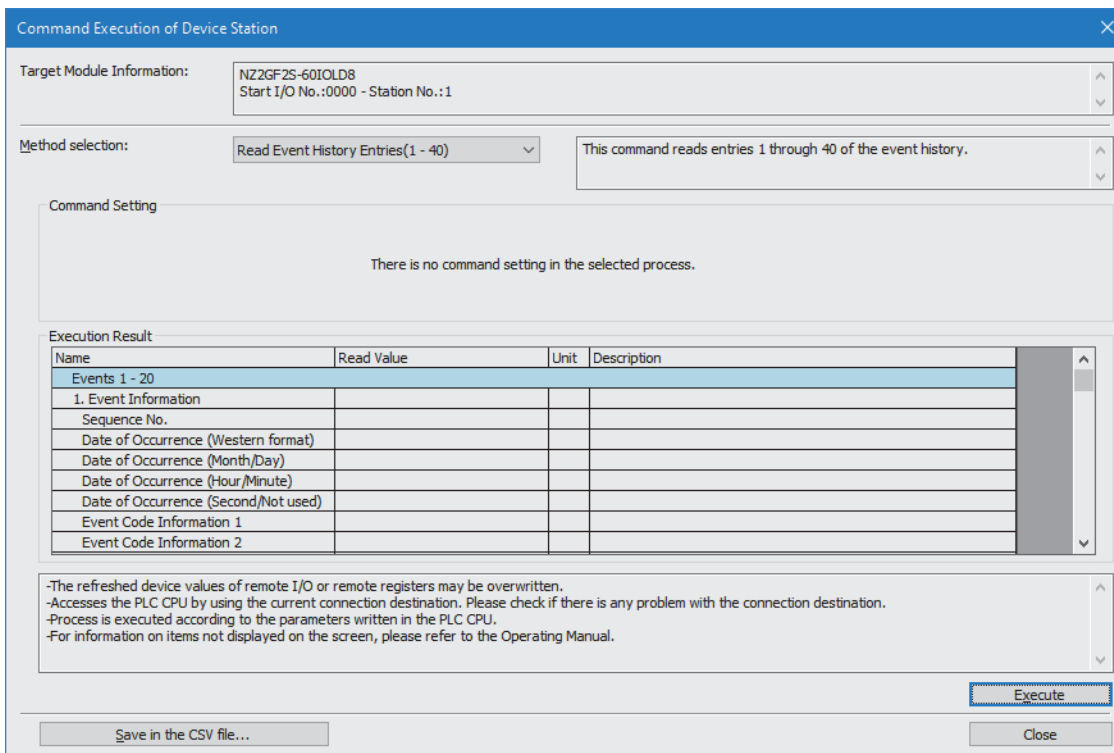 Command Execution of Device Station
Target Module Information:
NZ2GF2S-60IOLD8
Start I/O No.:0000 - Station No.:1
Method selection:
Read Event History Entries(1 - 40)
This command reads entries 1 through 40 of the event history.
Command Setting
There is no command setting in the selected process.
Execution Result
Name Read Value Unit Description
Events 1 - 20
1. Event Information
Sequence No.
Date of Occurrence (Western format)
Date of Occurrence (Month/Day)
Date of Occurrence (Hour/Minute)
Date of Occurrence (Second/Not used)
Event Code Information 1
Event Code Information 2
-The refreshed device values of remote I/O or remote registers may be overwritten.
-Accesses the PLC CPU by using the current connection destination. Please check if there is any problem with the connection destination.
-Process is executed according to the parameters written in the PLC CPU.
-For information on items not displayed on the screen, please refer to the Operating Manual.
Execute
Save in the CSV file...
Close